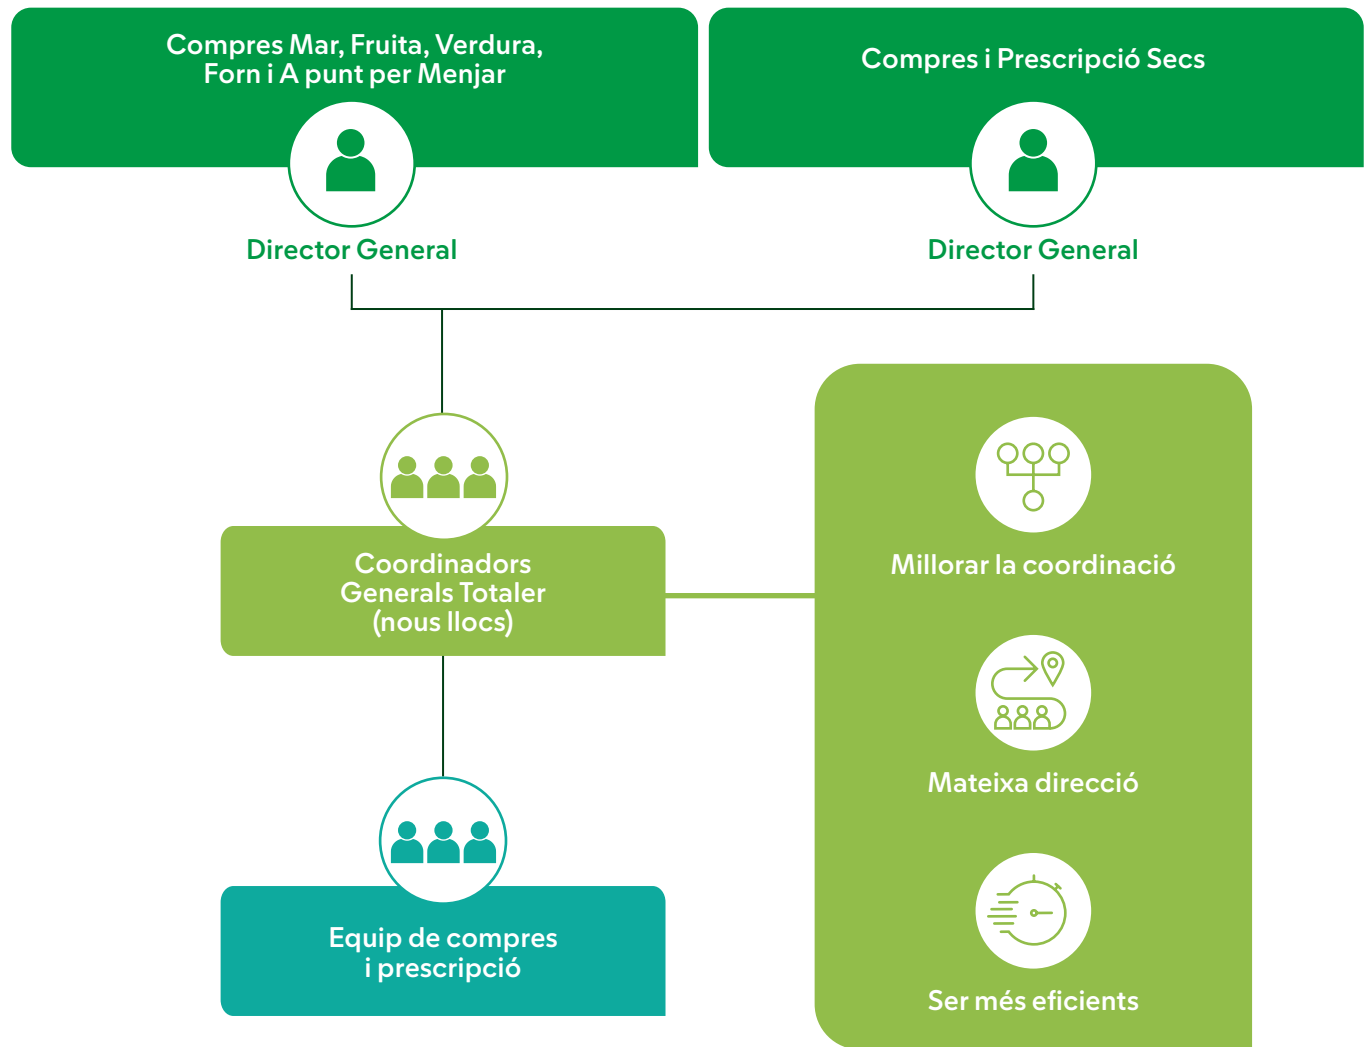 Compres Mar, Fruita, Verdura,
Forn i A punt per Menjar
Compres i Prescripció Secs
Director General
Director General
Coordinadors
Generals Totaler
(nous llocs)
Millorar la coordinació
Mateixa direcció
Equip de compres
i prescripció
Ser més eficients